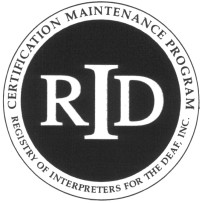 CERTIFICATION MAINTENANCE PROGRAM
RID
REGISTRY OF INTERPRETERS FOR THE DEAF, INC.